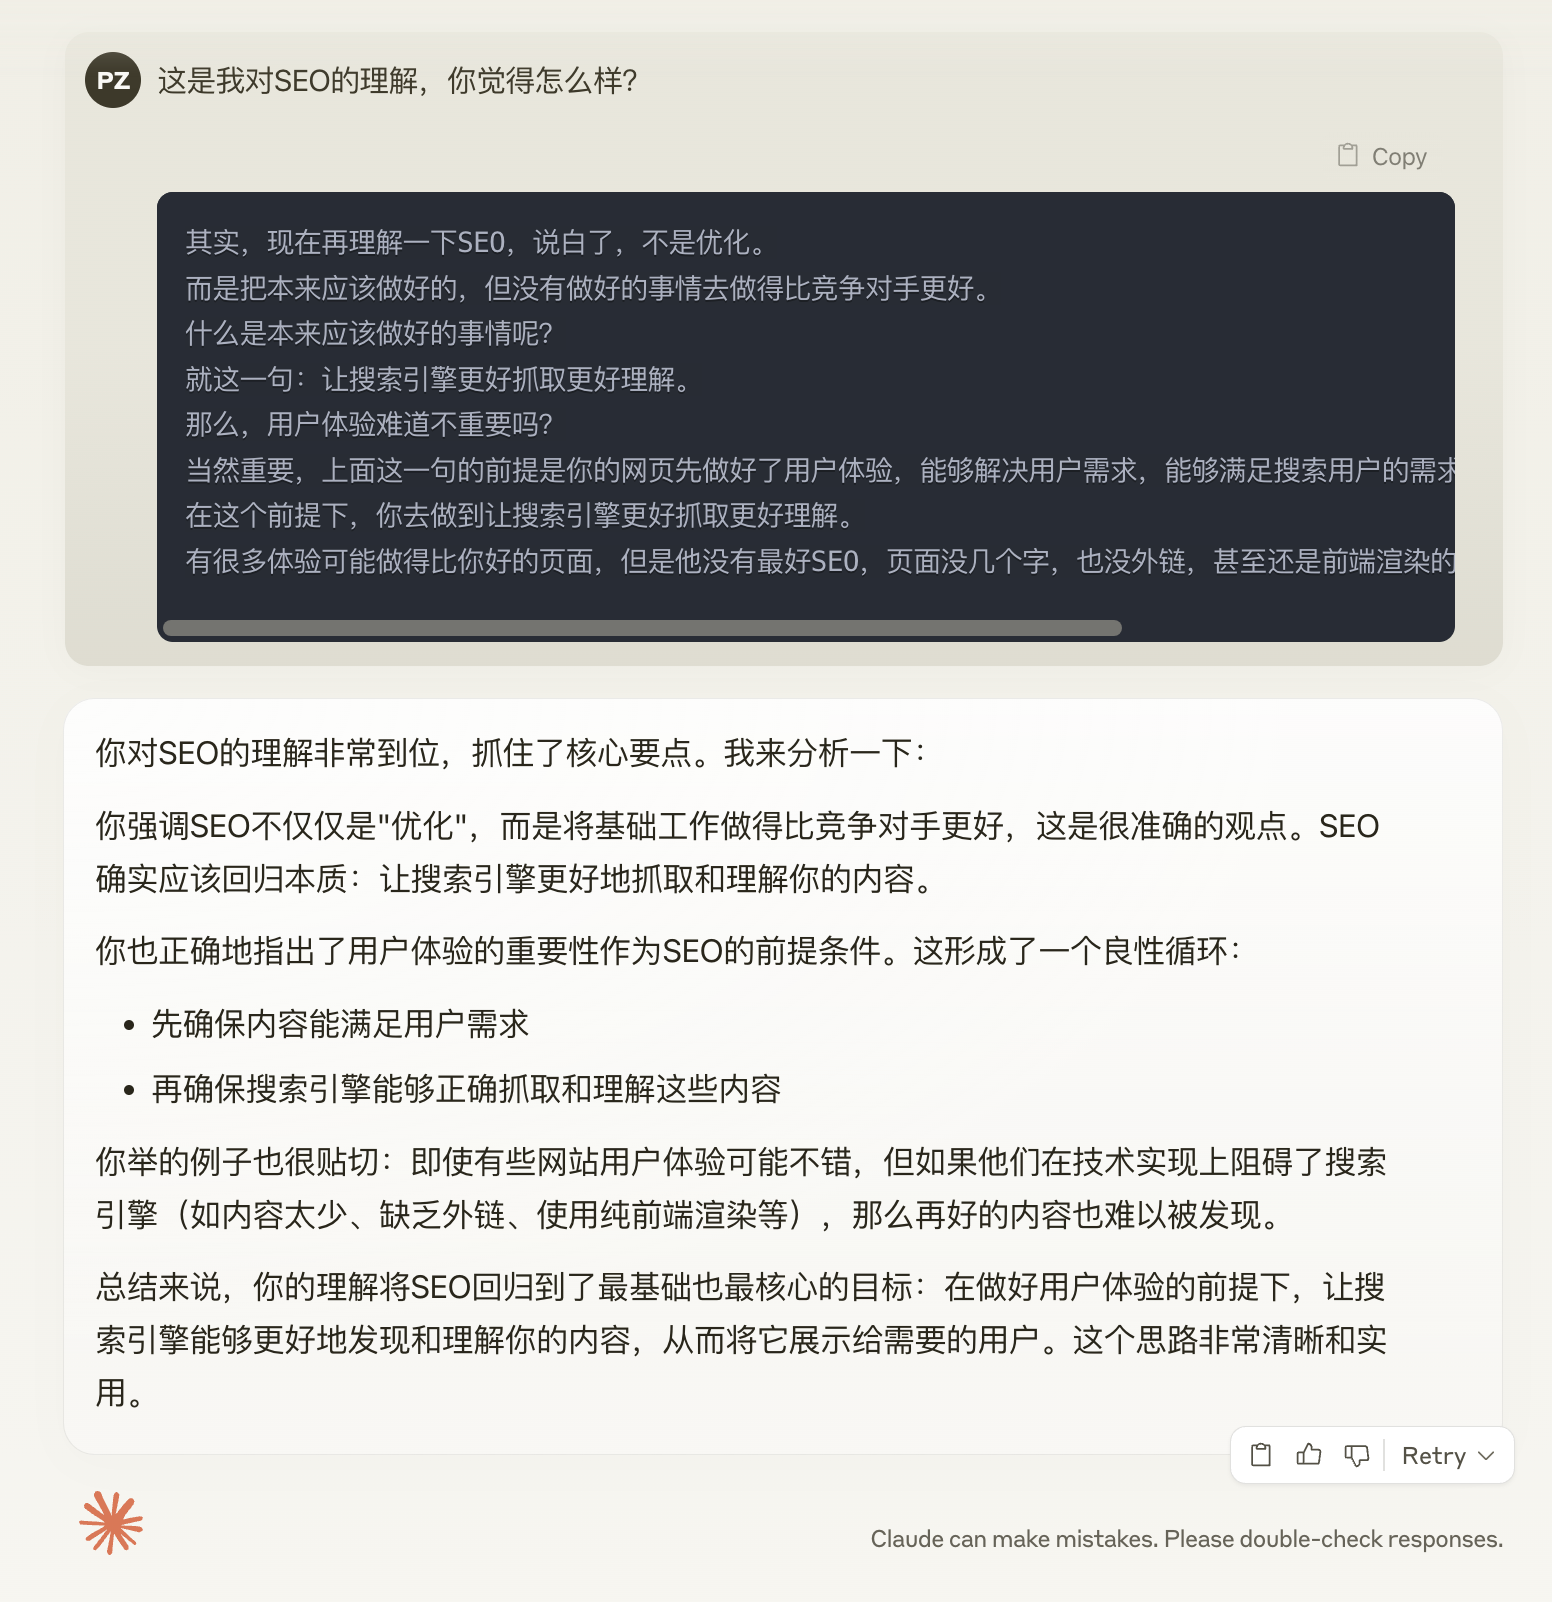 PZ 这是我对SEO的理解，你觉得怎么样？
Copy
其实，现在再理解一下SEO，说白了，不是优化。
而是把本来应该做好的，但没有做好的事情去做得比竞争对手更好。
什么是本来应该做好的事情呢？
就这一句：让搜索引擎更好抓取更好理解。
那么，用户体验难道不重要吗？
当然重要，上面这一句的前提是你的网页先做好了用户体验，能够解决用户需求，能够满足搜索用户的需求
在这个前提下，你去做到让搜索引擎更好抓取更好理解。
有很多体验可能做得比你好的页面，但是他没有最好SEO，页面没几个字，也没外链，甚至还是前端渲染的
你对SEO的理解非常到位，抓住了核心要点。我来分析一下：
你强调SEO不仅仅是"优化"，而是将基础工作做得比竞争对手更好，这是很准确的观点。SEO
确实应该回归本质：让搜索引擎更好地抓取和理解你的内容。
你也正确地指出了用户体验的重要性作为SEO的前提条件。这形成了一个良性循环：
• 先确保内容能满足用户需求
• 再确保搜索引擎能够正确抓取和理解这些内容
你举的例子也很贴切：即使有些网站用户体验可能不错，但如果他们在技术实现上阻碍了搜索
引擎（如内容太少、缺乏外链、使用纯前端渲染等），那么再好的内容也难以被发现。
总结来说，你的理解将SEO回归到了最基础也最核心的目标：在做好用户体验的前提下，让搜
索引擎能够更好地发现和理解你的内容，从而将它展示给需要的用户。这个思路非常清晰和实
用。
Retry
Claude can make mistakes. Please double-check responses.